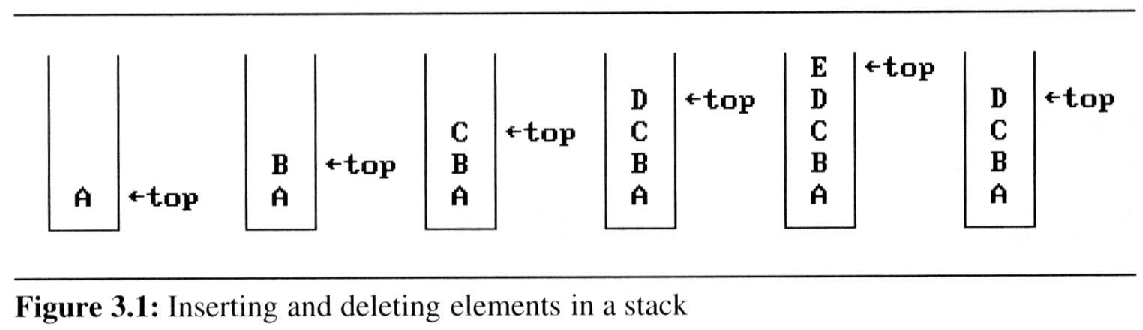 E ←top
D ←top D D ←top
C ←top C C C
B ←top B B B B
A ←top A A A A A
Figure 3.1: Inserting and deleting elements in a stack